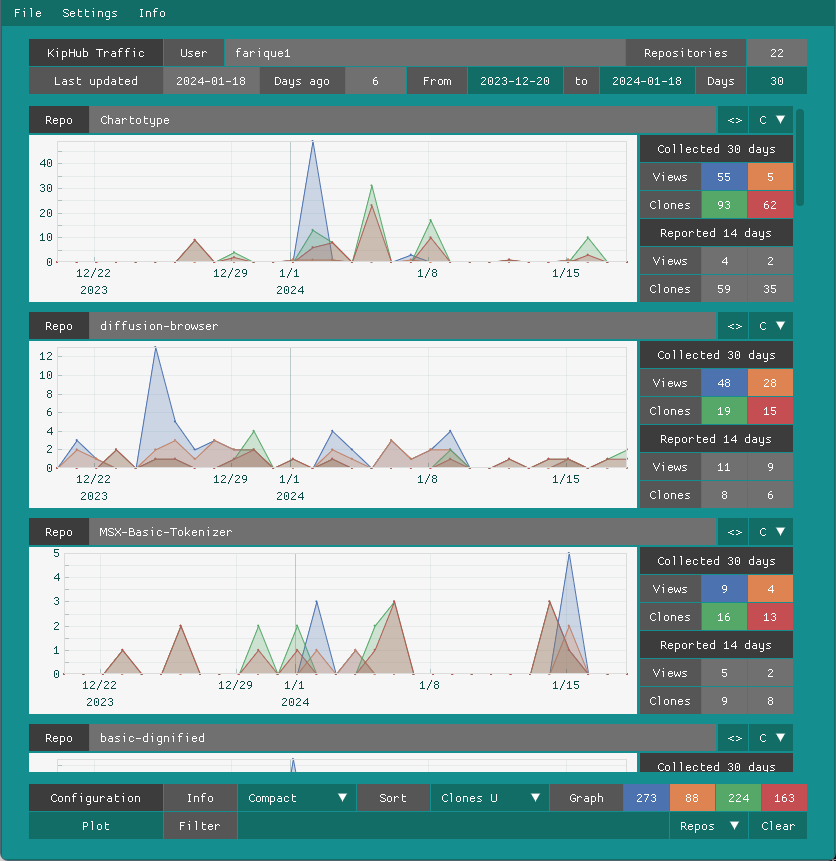 File Settings Info
KipHub Traffic User farique1 Repositories 22
Last updated 2024-01-18 Days ago 6 From 2023-12-20 to 2024-01-18 Days 30
Repo Chartotype <> C ▼
40
30
20
10
0
12/22 12/29 1/1 1/8 1/15
2023 2024
Collected 30 days
Views 55 5
Clones 93 62
Reported 14 days
Views 4 2
Clones 59 35
Repo diffusion-browser <> C ▼
12
10
8
6
4
2
0
12/22 12/29 1/1 1/8 1/15
2023 2024
Collected 30 days
Views 48 28
Clones 19 15
Reported 14 days
Views 11 9
Clones 8 6
Repo MSX-Basic-Tokenizer <> C ▼
5
4
3
2
1
0
12/22 12/29 1/1 1/8 1/15
2023 2024
Collected 30 days
Views 9 4
Clones 16 13
Reported 14 days
Views 5 2
Clones 9 8
Repo basic-dignified <> C ▼
Collected 30 days
Configuration Info Compact ▼ Sort Clones U ▼ Graph 273 88 224 163
Plot Filter Repos ▼ Clear